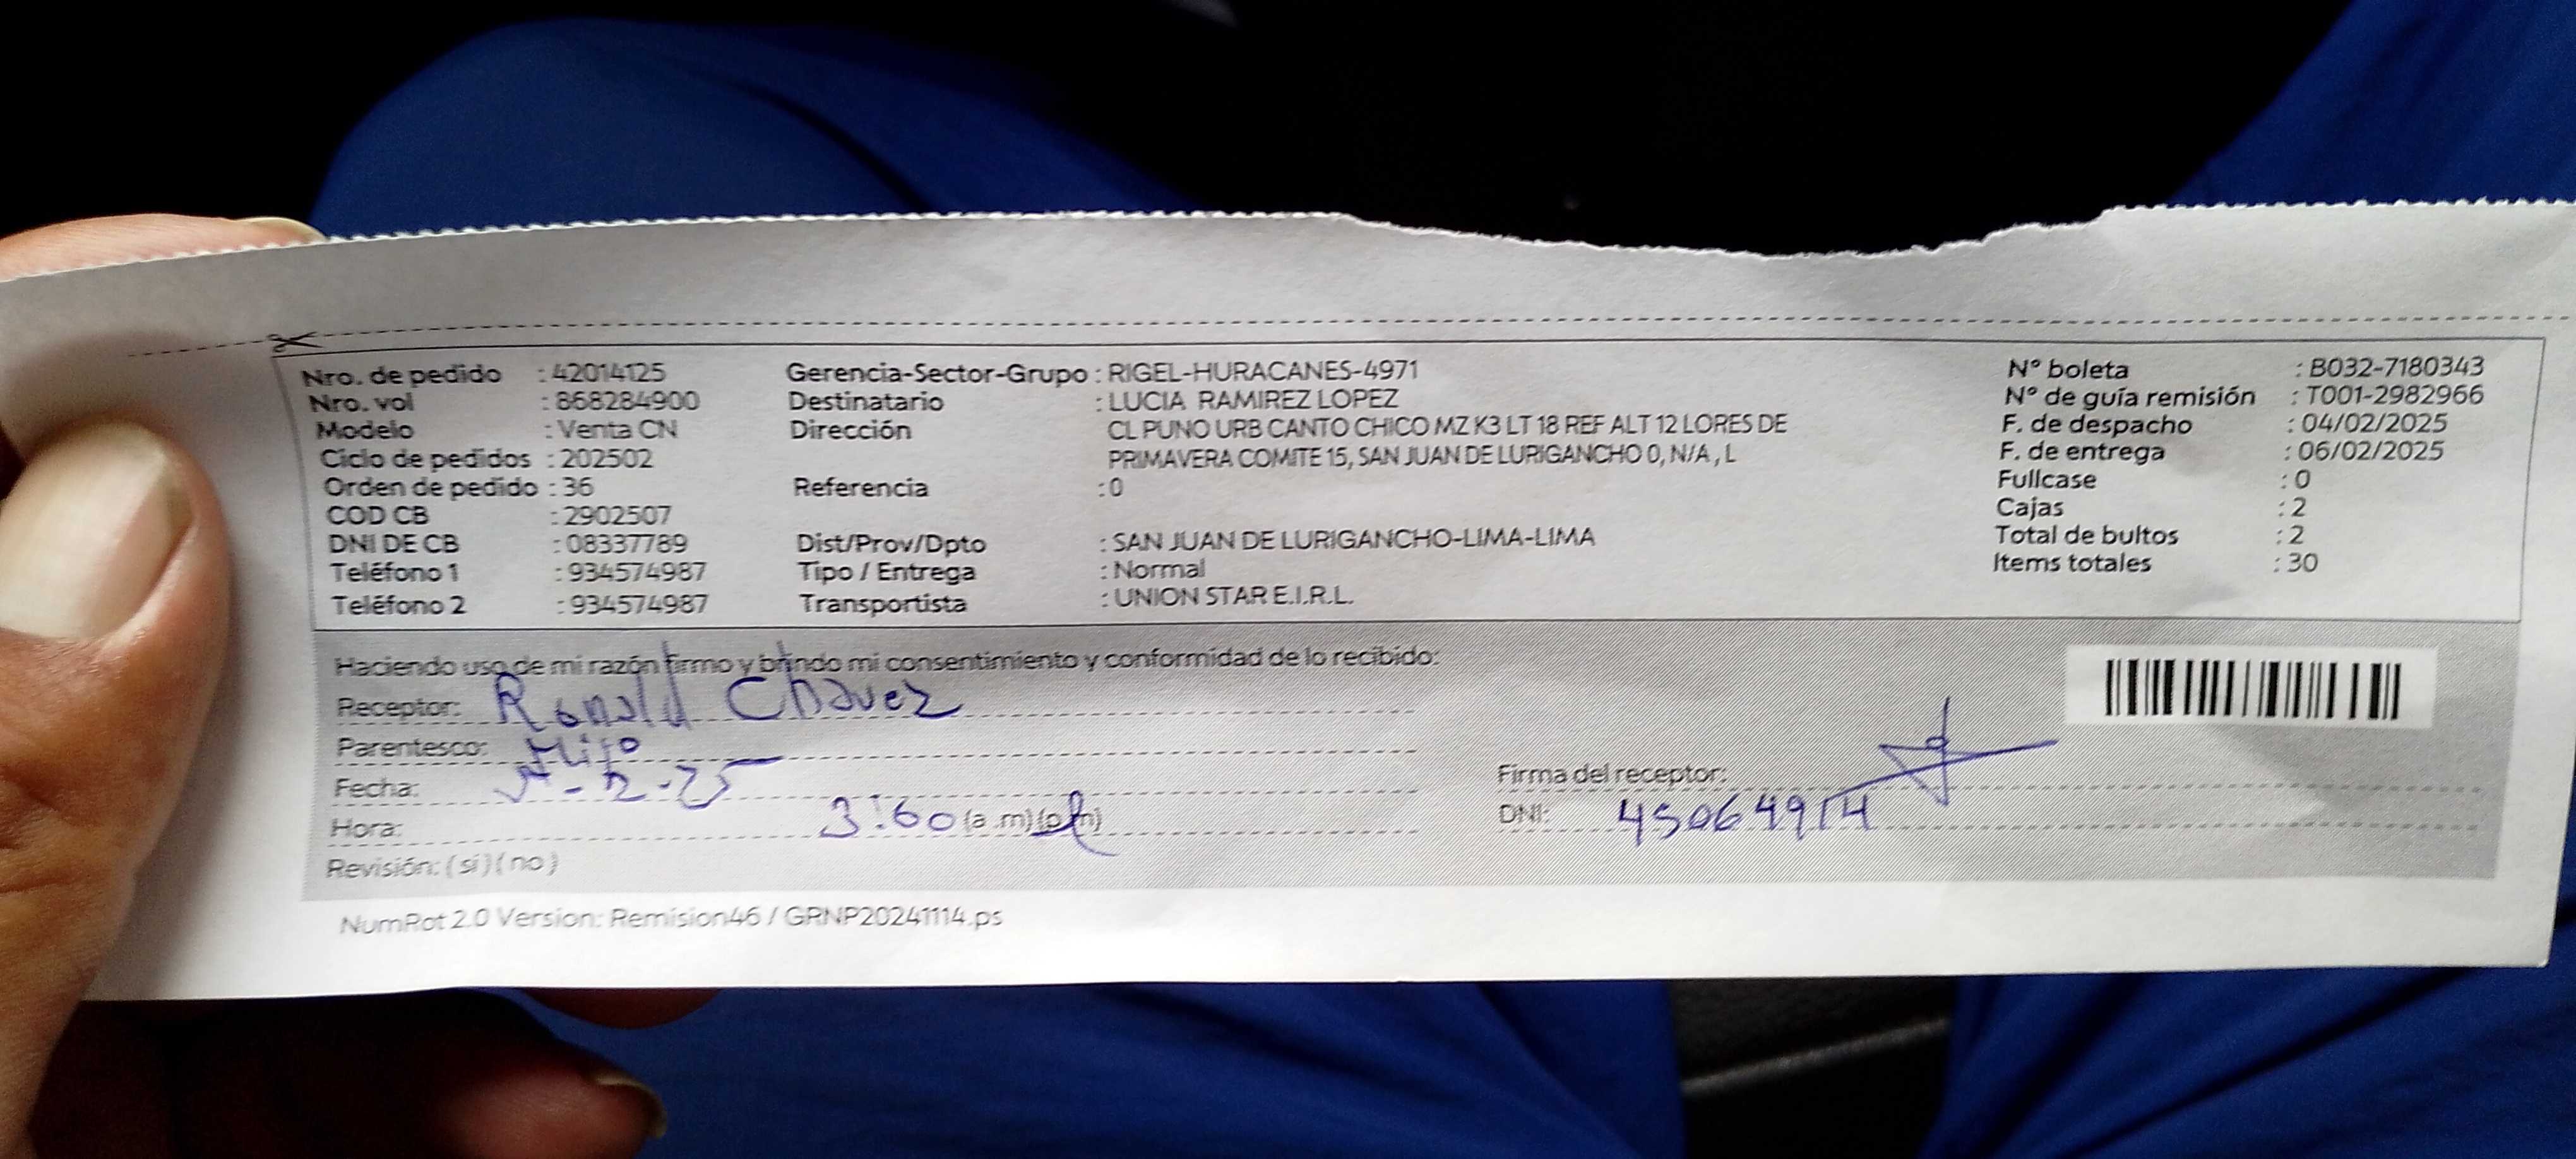 Nro. de pedido : 42014125
Nro. vol : 868284900
Modelo : Venta CN
Ciclo de pedidos : 202502
Orden de pedido : 36
COD CB : 2902507
DNI DE CB : 08337789
Teléfono 1 : 934574987
Teléfono 2 : 934574987
Gerencia-Sector-Grupo : RIGEL-HURACANES-4971
Destinatario : LUCIA RAMIREZ LOPEZ
Dirección CL PUNO URB CANTO CHICO MZ K3 LT 18 REF ALT 12 LORES DE
PRIMAVERA COMITE 15, SAN JUAN DE LURIGANCHO 0, N/A , L
Referencia : 0
Dist/Prov/Dpto : SAN JUAN DE LURIGANCHO-LIMA-LIMA
Tipo / Entrega : Normal
Transportista : UNION STAR E.I.R.L.
N° boleta : B032-7180343
N° de guía remisión : T001-2982966
F. de despacho : 04/02/2025
F. de entrega : 06/02/2025
Fullcase : 0
Cajas : 2
Total de bultos : 2
Items totales : 30
Haciendo uso de mi razón firmo y brindo mi consentimiento y conformidad de lo recibido:
Receptor: Ronald Chavez
Parentesco: Hijo
Fecha: -2-25
Hora: 3:60 (a .m) (p.m)
Revisión: ( sí ) ( no )
Firma del receptor:
DNI: 45064914
NumRot 2.0 Version: Remision46 / GRNP20241114.ps